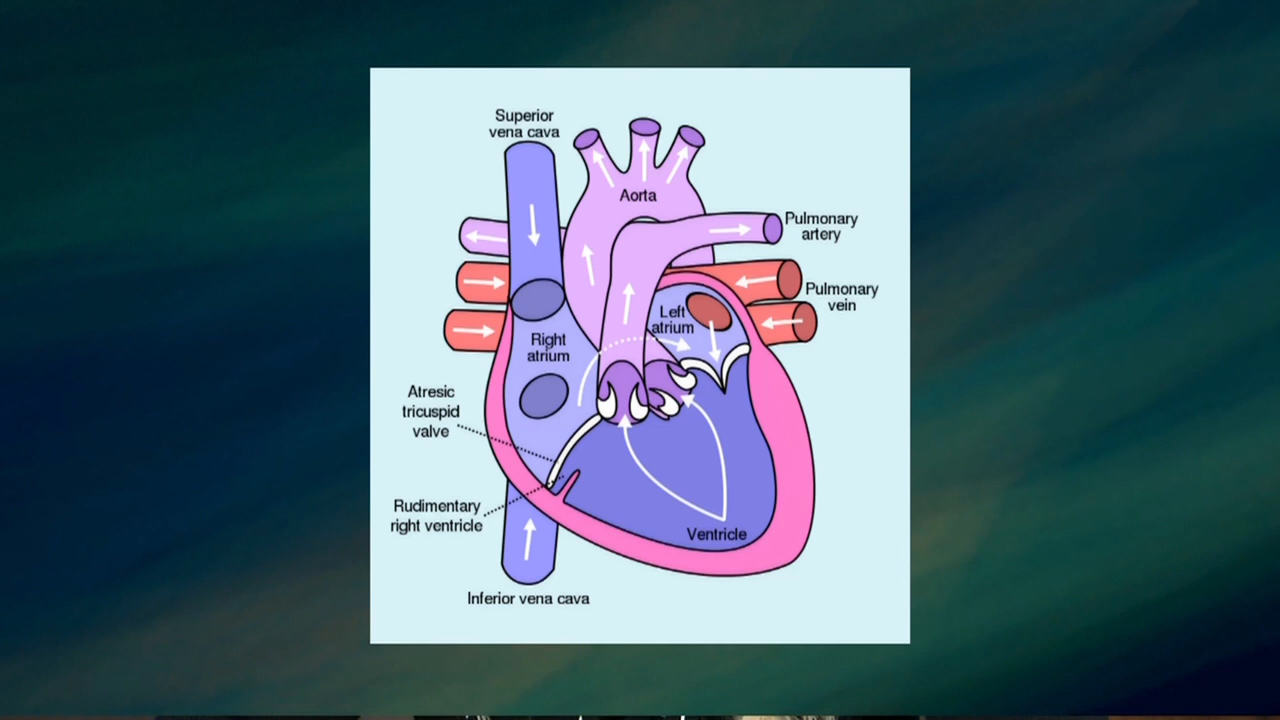 Superior
vena cava
Aorta
Pulmonary
artery
Pulmonary
vein
Left
atrium
Right
atrium
Atresic
tricuspid
valve
Rudimentary
right ventricle
Ventricle
Inferior vena cava